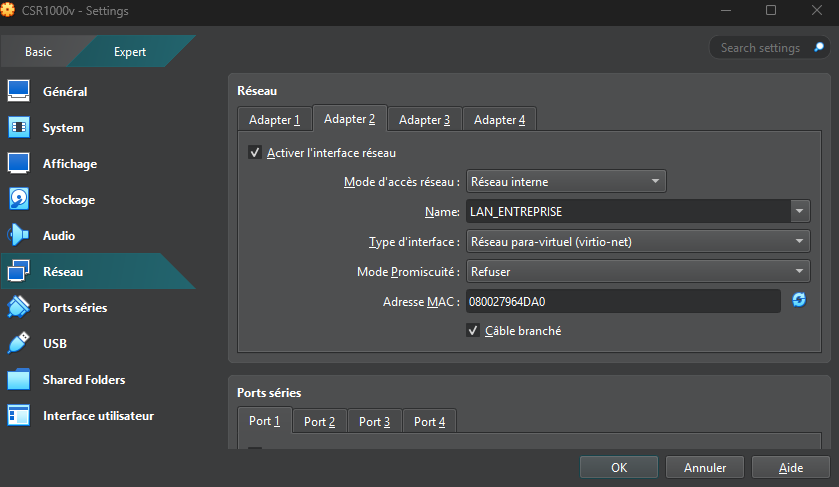 CSR1000v - Settings
Basic
Expert
Search settings
Général
System
Affichage
Stockage
Audio
Réseau
Ports séries
USB
Shared Folders
Interface utilisateur
Réseau
Adapter 1
Adapter 2
Adapter 3
Adapter 4
Activer l'interface réseau
Mode d'accès réseau : Réseau interne
Name: LAN_ENTREPRISE
Type d'interface : Réseau para-virtuel (virtio-net)
Mode Promiscuité : Refuser
Adresse MAC : 080027964DA0
Câble branché
Ports séries
Port 1
Port 2
Port 3
Port 4
OK
Annuler
Aide